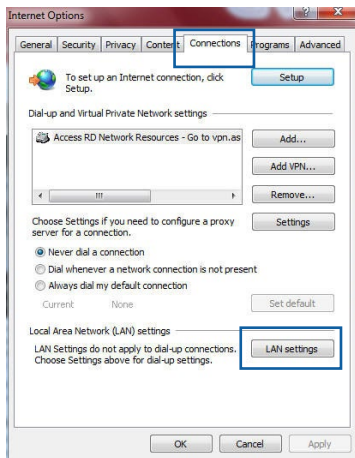 Internet Options
General Security Privacy Content Connections Programs Advanced
To set up an Internet connection, click Setup.
Setup
Dial-up and Virtual Private Network settings
Access RD Network Resources - Go to vpn.as
Add...
Add VPN...
Remove...
Choose Settings if you need to configure a proxy
server for a connection.
Settings
Never dial a connection
Dial whenever a network connection is not present
Always dial my default connection
Current None
Set default
Local Area Network (LAN) settings
LAN Settings do not apply to dial-up connections.
Choose Settings above for dial-up settings.
LAN settings
OK Cancel Apply